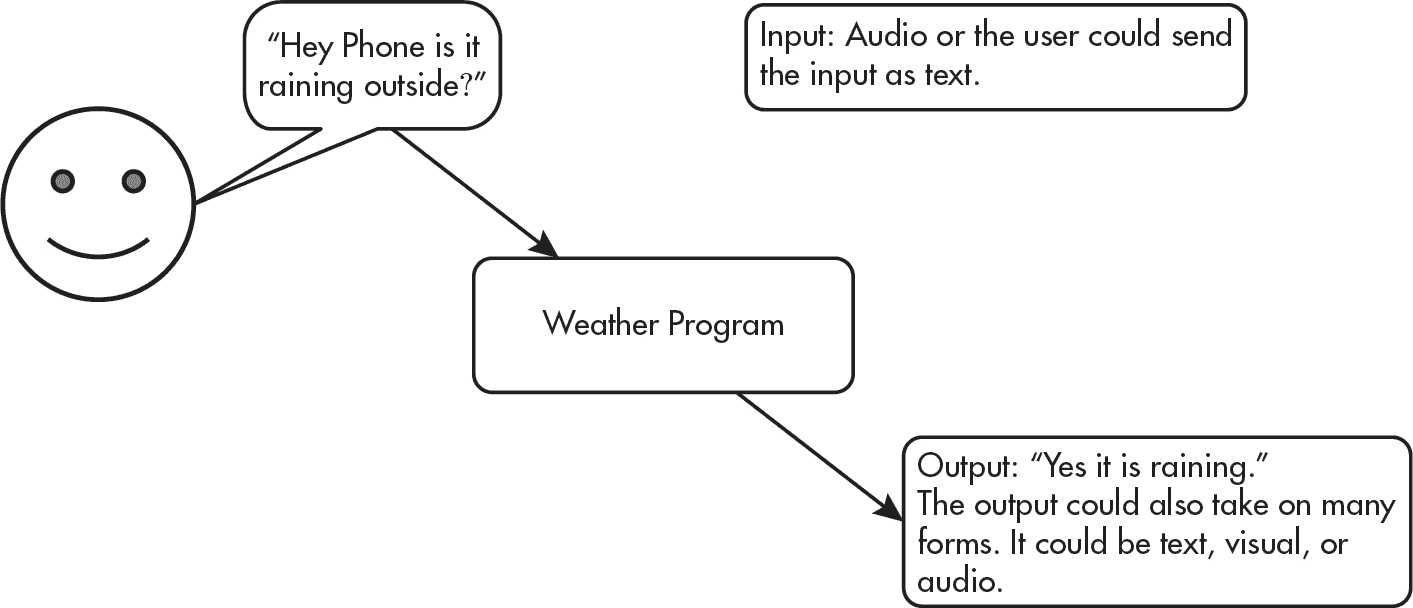 “Hey Phone is it
raining outside?”
Input: Audio or the user could send
the input as text.
Weather Program
Output: “Yes it is raining.”
The output could also take on many
forms. It could be text, visual, or
audio.